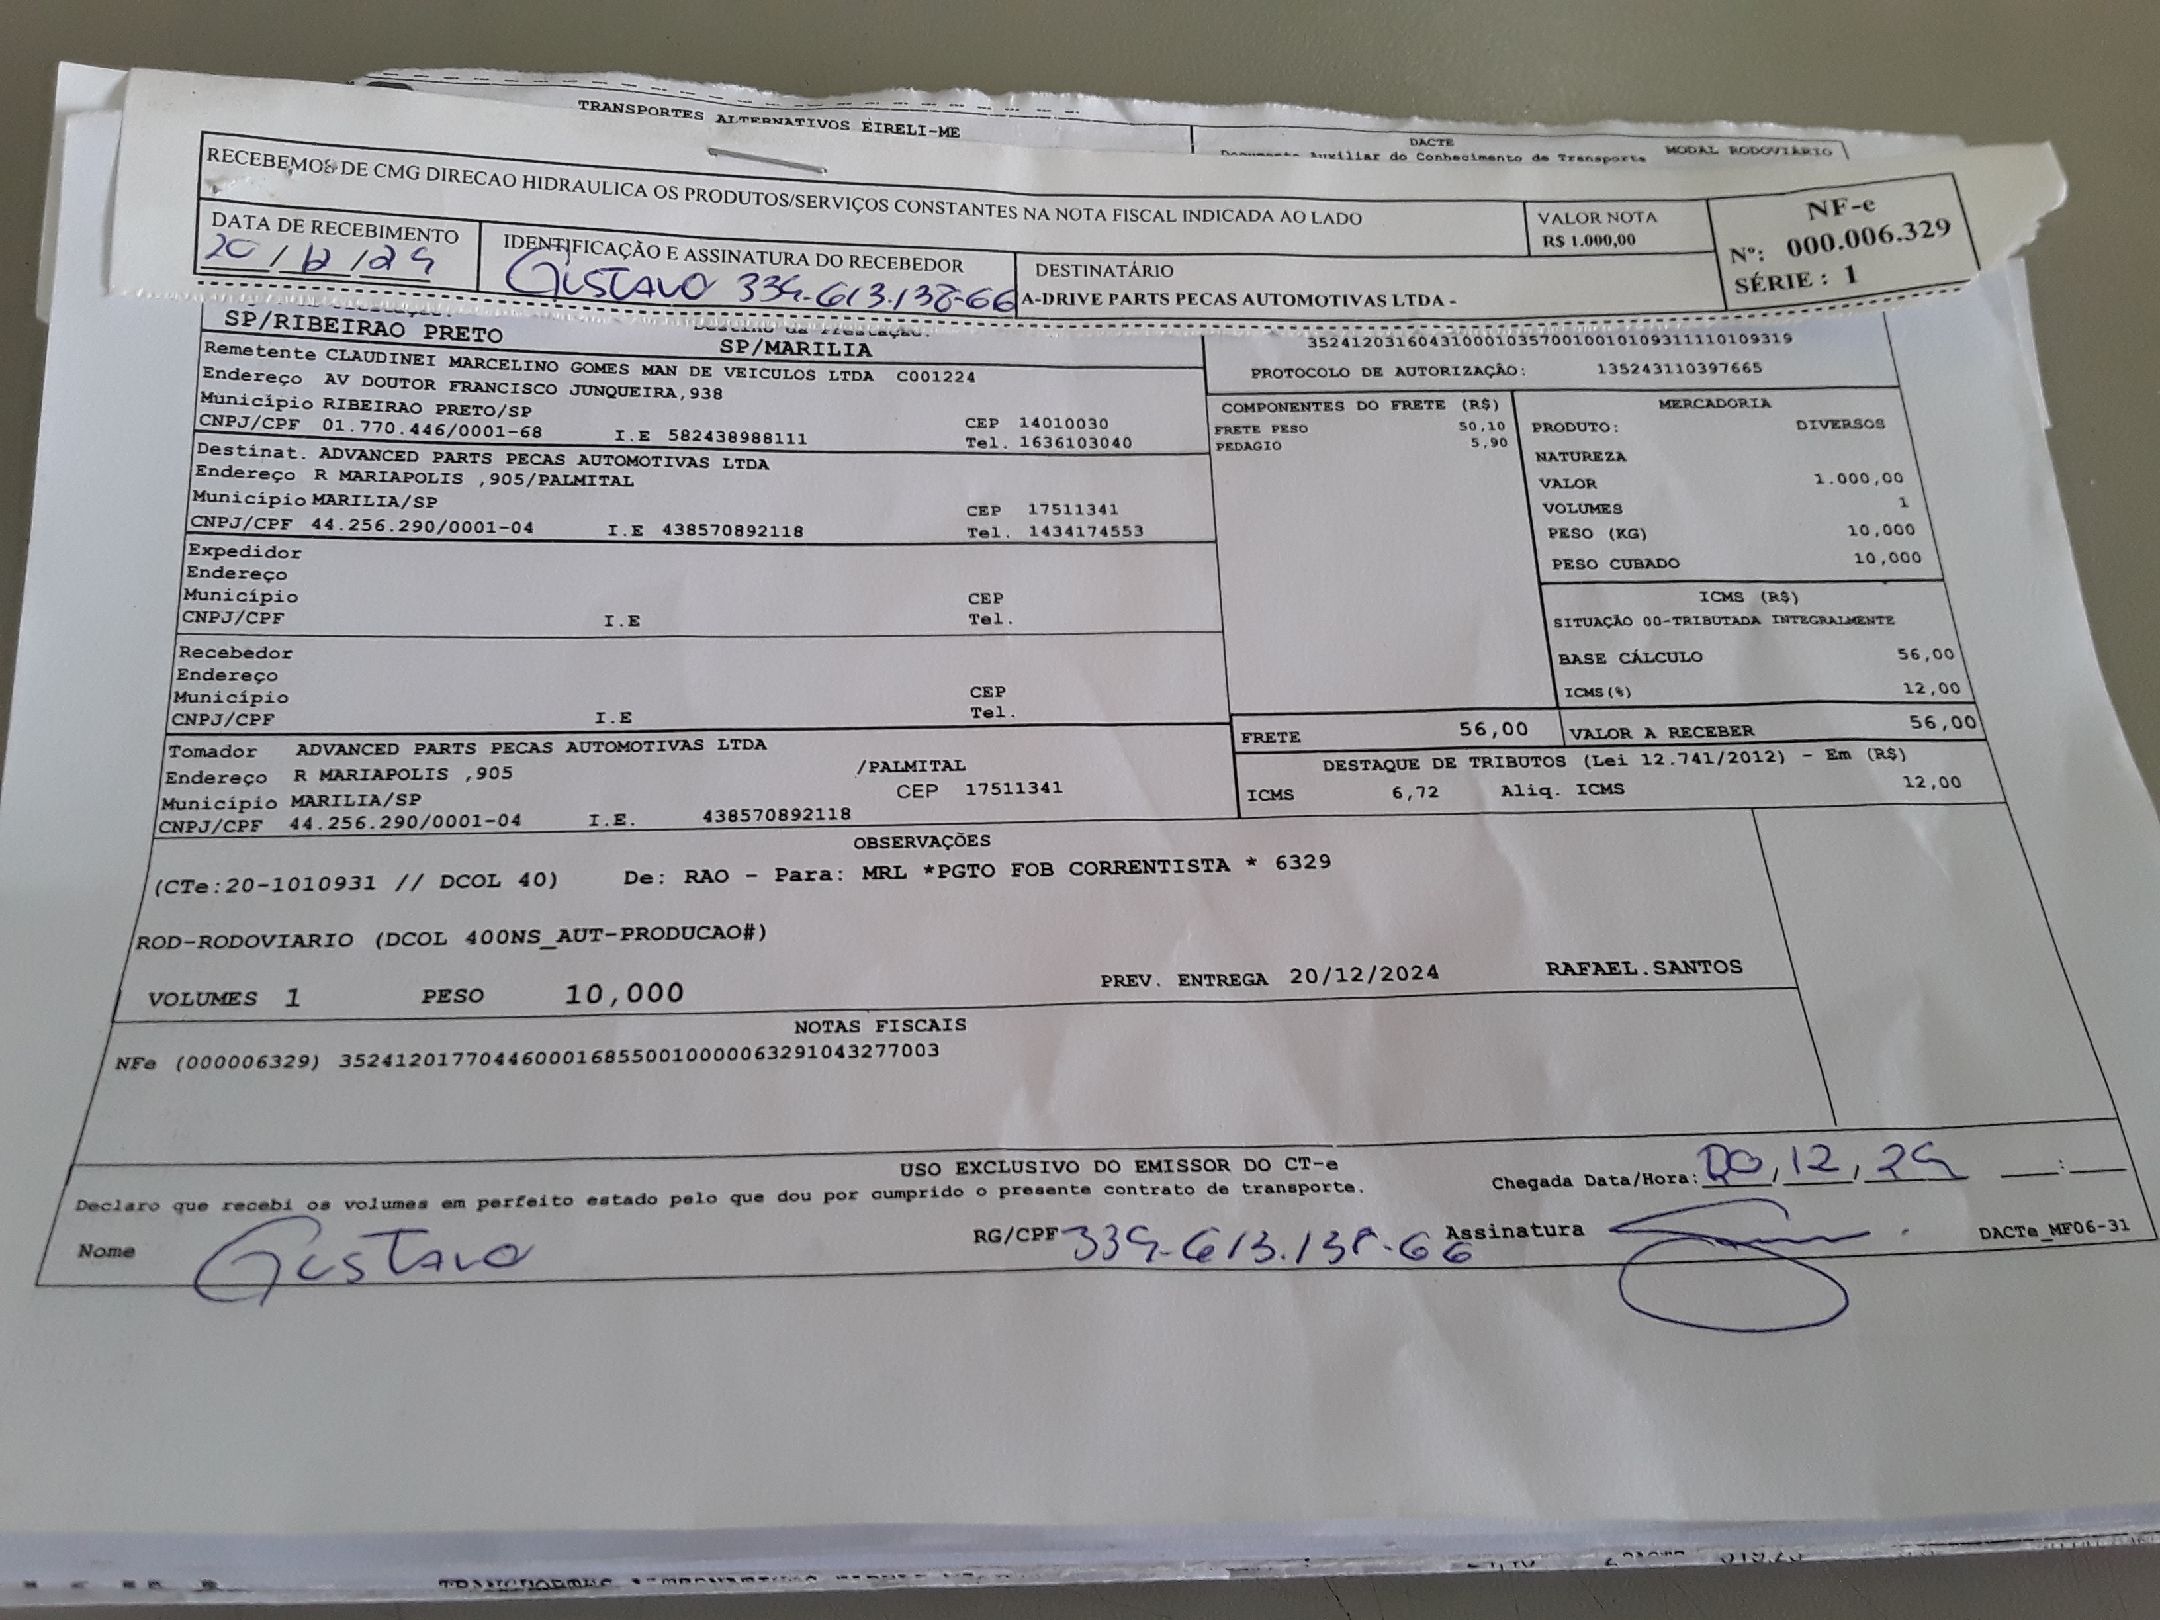 TRANSPORTES ALTERNATIVOS EIRELI-ME
DACTE
Documento Auxiliar do Conhecimento de Transporte
MODAL RODOVIÁRIO
RECEBEMOS DE CMG DIRECAO HIDRAULICA OS PRODUTOS/SERVIÇOS CONSTANTES NA NOTA FISCAL INDICADA AO LADO
VALOR NOTA
R$ 1.000,00
NF-e
Nº: 000.006.329
SÉRIE : 1
DATA DE RECEBIMENTO
20/12/24
IDENTIFICAÇÃO E ASSINATURA DO RECEBEDOR
GUSTAVO 334-613.138-66
DESTINATÁRIO
A-DRIVE PARTS PECAS AUTOMOTIVAS LTDA -
SP/RIBEIRAO PRETO
SP/MARILIA
Remetente CLAUDINEI MARCELINO GOMES MAN DE VEICULOS LTDA C001224
Endereço AV DOUTOR FRANCISCO JUNQUEIRA,938
Município RIBEIRAO PRETO/SP
CEP 14010030
CNPJ/CPF 01.770.446/0001-68 I.E 582438988111
Tel. 1636103040
Destinat. ADVANCED PARTS PECAS AUTOMOTIVAS LTDA
Endereço R MARIAPOLIS ,905/PALMITAL
Município MARILIA/SP
CEP 17511341
CNPJ/CPF 44.256.290/0001-04 I.E 438570892118
Tel. 1434174553
Expedidor
Endereço
Município
CEP
CNPJ/CPF I.E Tel.
Recebedor
Endereço
Município
CEP
CNPJ/CPF I.E Tel.
Tomador ADVANCED PARTS PECAS AUTOMOTIVAS LTDA
Endereço R MARIAPOLIS ,905 /PALMITAL
Município MARILIA/SP CEP 17511341
CNPJ/CPF 44.256.290/0001-04 I.E. 438570892118
PROTOCOLO DE AUTORIZAÇÃO: 135243110397665
COMPONENTES DO FRETE (R$)
FRETE PESO 50,10
PEDAGIO 5,90
MERCADORIA
PRODUTO: DIVERSOS
NATUREZA
VALOR 1.000,00
VOLUMES 1
PESO (KG) 10,000
PESO CUBADO 10,000
ICMS (R$)
SITUAÇÃO 00-TRIBUTADA INTEGRALMENTE
BASE CÁLCULO 56,00
ICMS(%) 12,00
FRETE 56,00 VALOR A RECEBER 56,00
DESTAQUE DE TRIBUTOS (Lei 12.741/2012) - Em (R$)
ICMS 6,72 Aliq. ICMS 12,00
OBSERVAÇÕES
(CTe:20-1010931 // DCOL 40) De: RAO - Para: MRL *PGTO FOB CORRENTISTA * 6329
ROD-RODOVIARIO (DCOL 400NS_AUT-PRODUCAO#)
VOLUMES 1 PESO 10,000 PREV. ENTREGA 20/12/2024 RAFAEL.SANTOS
NOTAS FISCAIS
NFe (000006329) 35241201770446000168550010000063291043277003
USO EXCLUSIVO DO EMISSOR DO CT-e
Declaro que recebi os volumes em perfeito estado pelo que dou por cumprido o presente contrato de transporte.
Chegada Data/Hora: 20,12,24 :
Nome GUSTAVO RG/CPF 334-613.138-66 Assinatura
DACTe_MF06-31